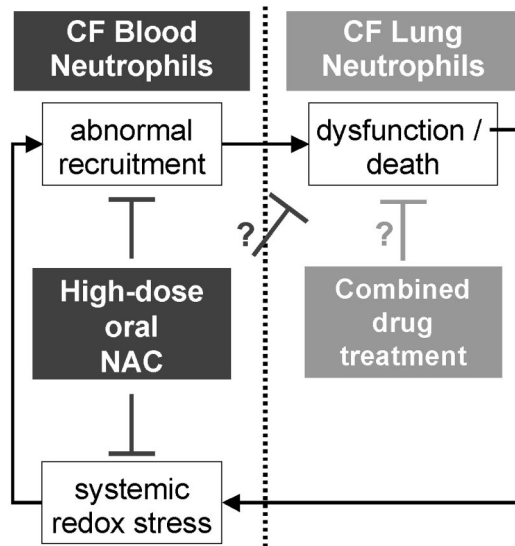 CF Blood
Neutrophils
CF Lung
Neutrophils
abnormal
recruitment
dysfunction /
death
?
?
High-dose
oral
NAC
Combined
drug
treatment
systemic
redox stress